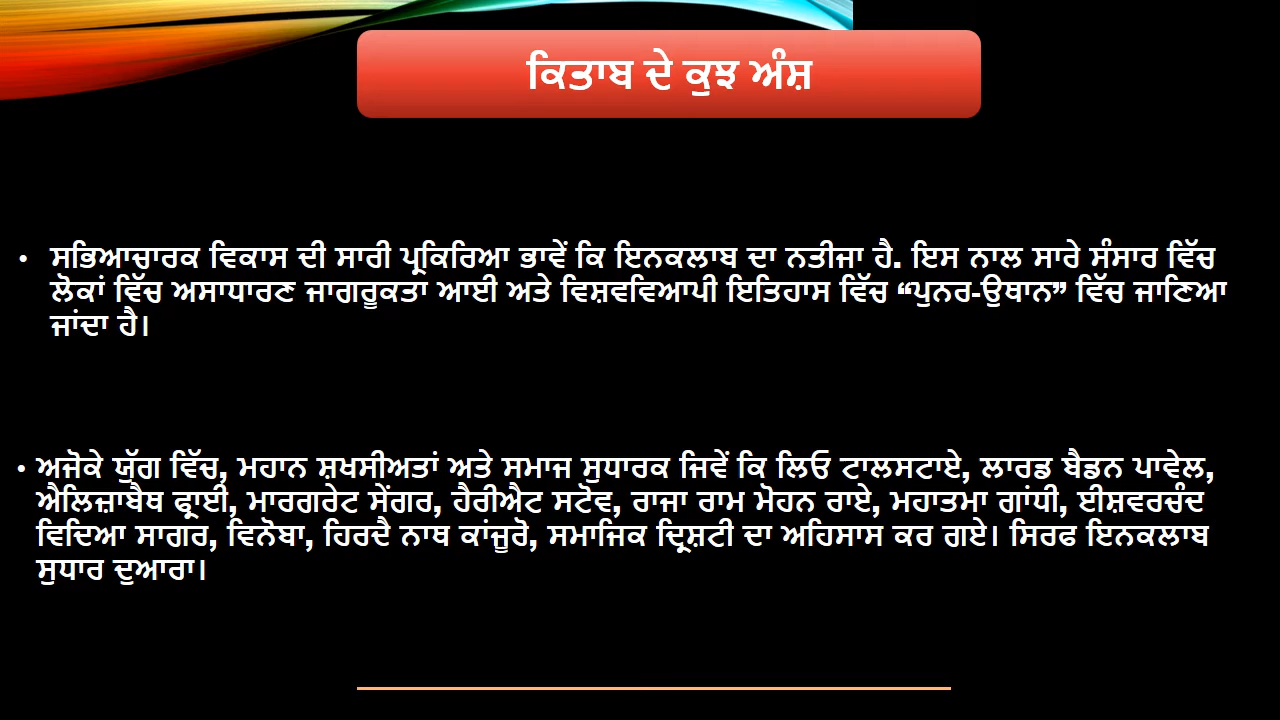 ਕਿਤਾਬ ਦੇ ਕੁਝ ਅੰਸ਼
• ਸਭਿਆਚਾਰਕ ਵਿਕਾਸ ਦੀ ਸਾਰੀ ਪ੍ਰਕਿਰਿਆ ਭਾਵੇਂ ਕਿ ਇਨਕਲਾਬ ਦਾ ਨਤੀਜਾ ਹੈ. ਇਸ ਨਾਲ ਸਾਰੇ ਸੰਸਾਰ ਵਿੱਚ
ਲੋਕਾਂ ਵਿੱਚ ਅਸਾਧਾਰਣ ਜਾਗਰੂਕਤਾ ਆਈ ਅਤੇ ਵਿਸ਼ਵਵਿਆਪੀ ਇਤਿਹਾਸ ਵਿੱਚ “ਪੁਨਰ-ਉਥਾਨ” ਵਿੱਚ ਜਾਣਿਆ
ਜਾਂਦਾ ਹੈ।
• ਅਜੋਕੇ ਯੁੱਗ ਵਿੱਚ, ਮਹਾਨ ਸ਼ਖਸੀਅਤਾਂ ਅਤੇ ਸਮਾਜ ਸੁਧਾਰਕ ਜਿਵੇਂ ਕਿ ਲਿਓ ਟਾਲਸਟਾਏ, ਲਾਰਡ ਬੈਡਨ ਪਾਵੇਲ,
ਐਲਿਜ਼ਾਬੈਥ ਫ੍ਰਾਈ, ਮਾਰਗਰੇਟ ਸੇਂਗਰ, ਹੈਰੀਐਟ ਸਟੋਵ, ਰਾਜਾ ਰਾਮ ਮੋਹਨ ਰਾਏ, ਮਹਾਤਮਾ ਗਾਂਧੀ, ਈਸ਼ਵਰਚੰਦ
ਵਿਦਿਆ ਸਾਗਰ, ਵਿਨੋਬਾ, ਹਿਰਦੈ ਨਾਥ ਕਾਂਜ਼ੂਰੋ, ਸਮਾਜਿਕ ਦ੍ਰਿਸ਼ਟੀ ਦਾ ਅਹਿਸਾਸ ਕਰ ਗਏ। ਸਿਰਫ ਇਨਕਲਾਬ
ਸੁਧਾਰ ਦੁਆਰਾ।